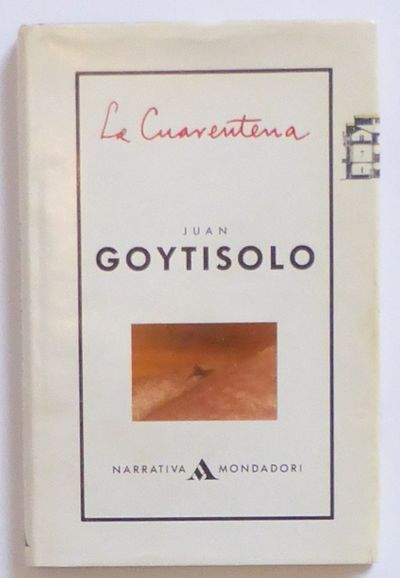 La Cuarentena
JUAN
GOYTISOLO
NARRATIVA MONDADORI